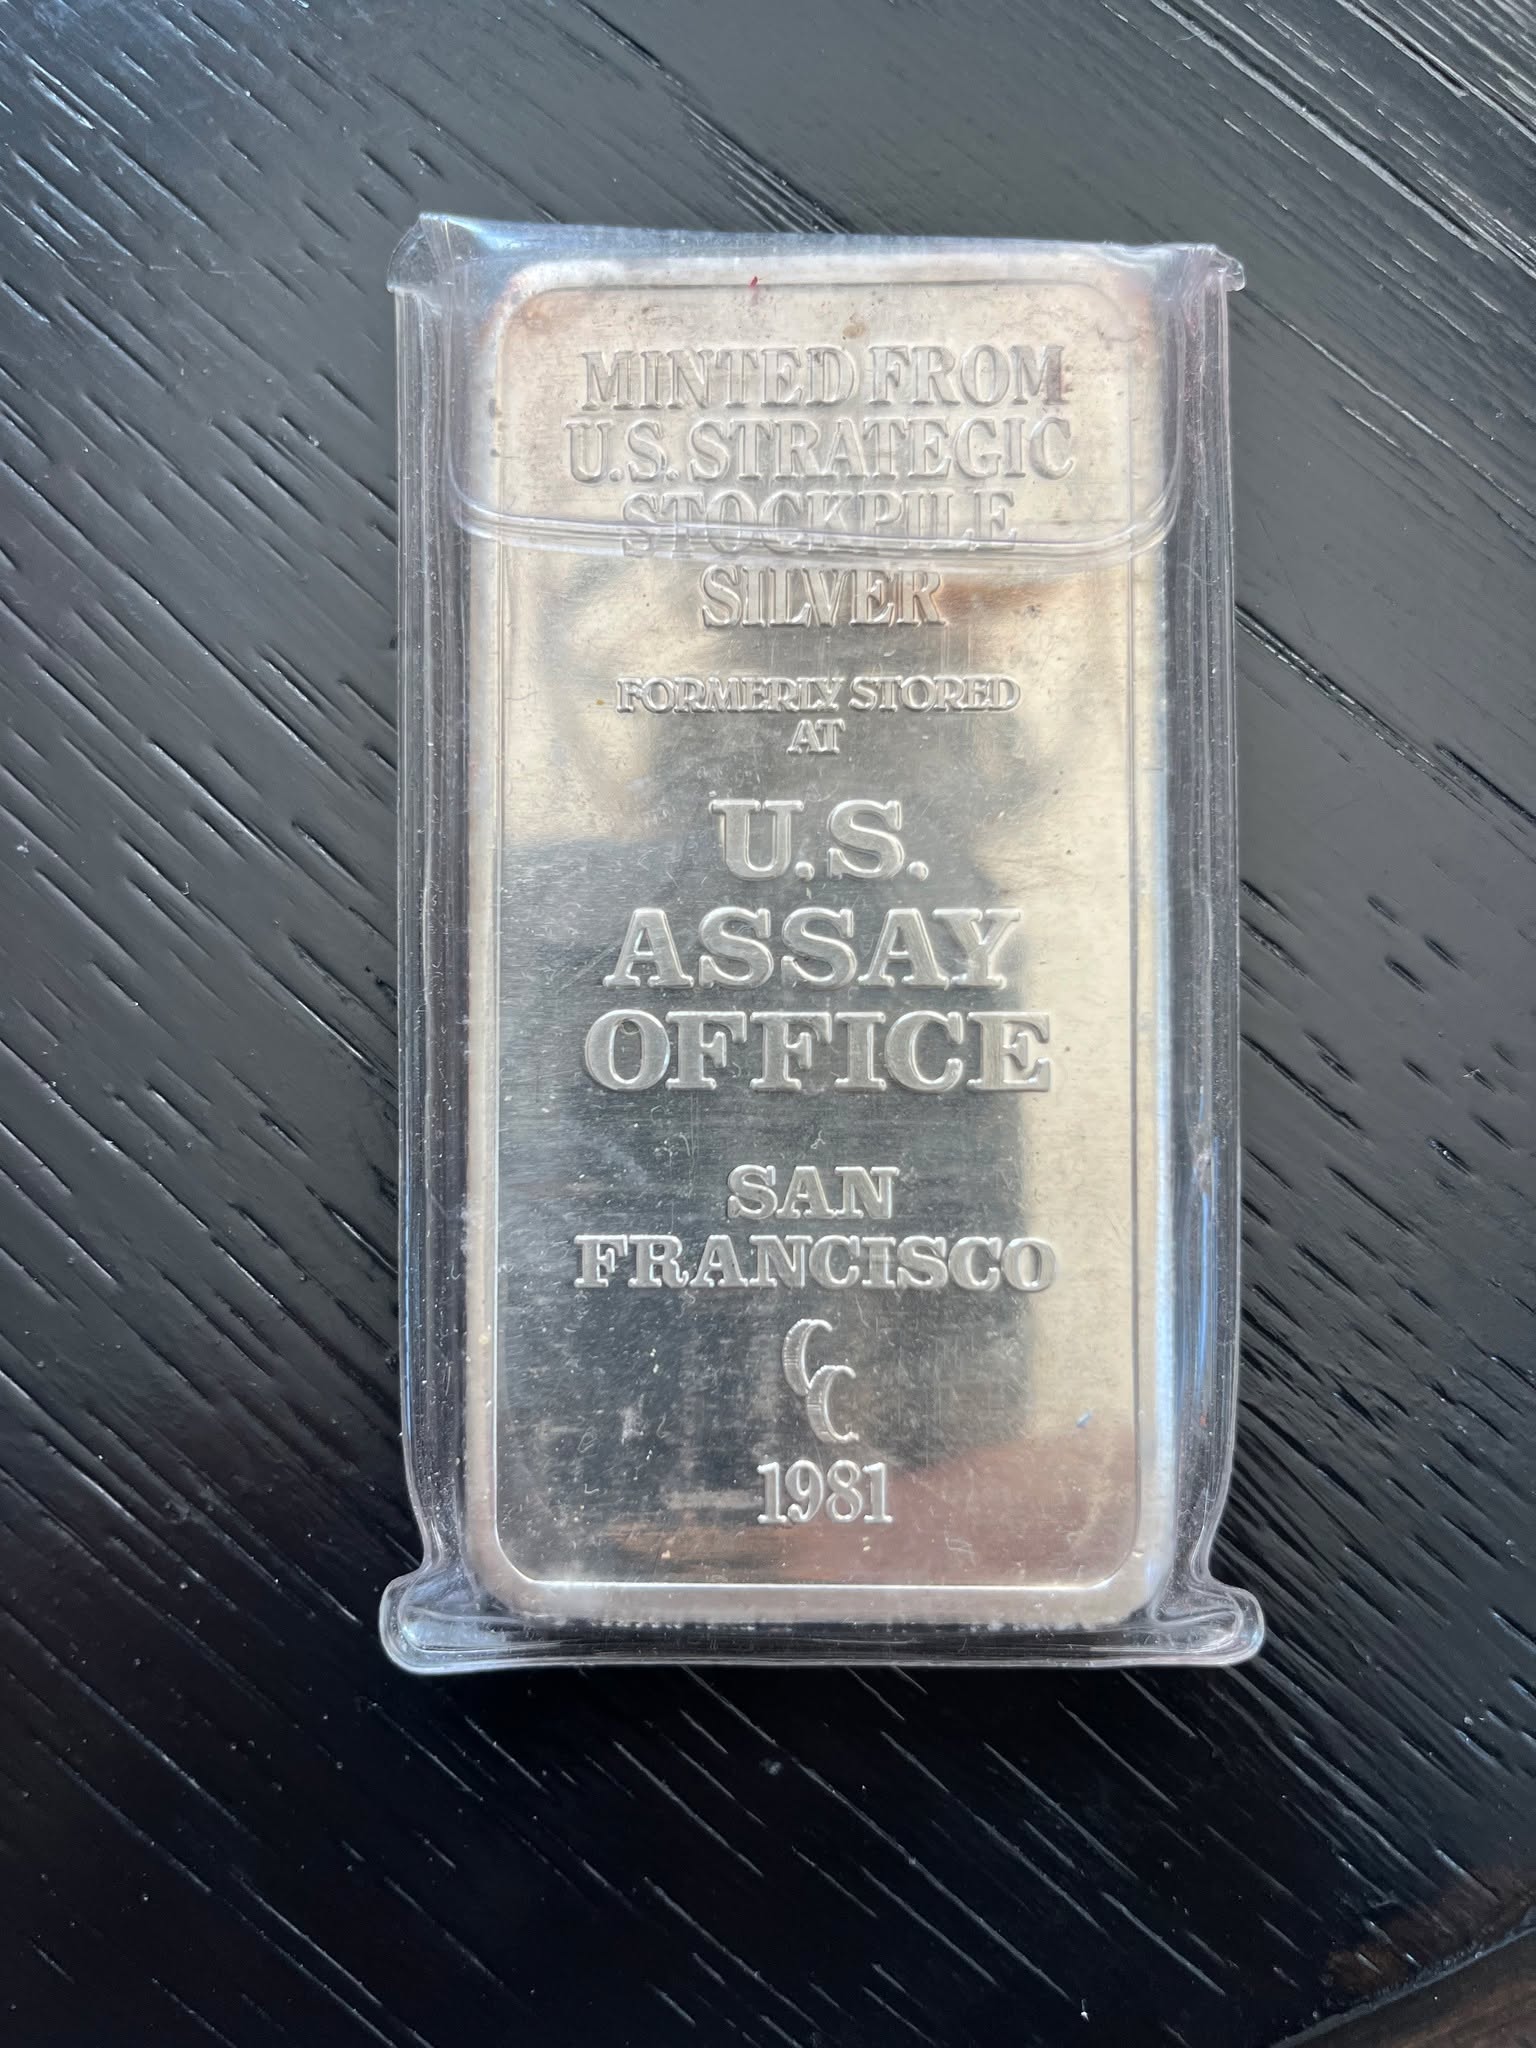 MINTED FROM
U.S. STRATEGIC
STOCKPILE
SILVER
FORMERLY STORED
AT
U.S.
ASSAY
OFFICE
SAN
FRANCISCO
CC
1981